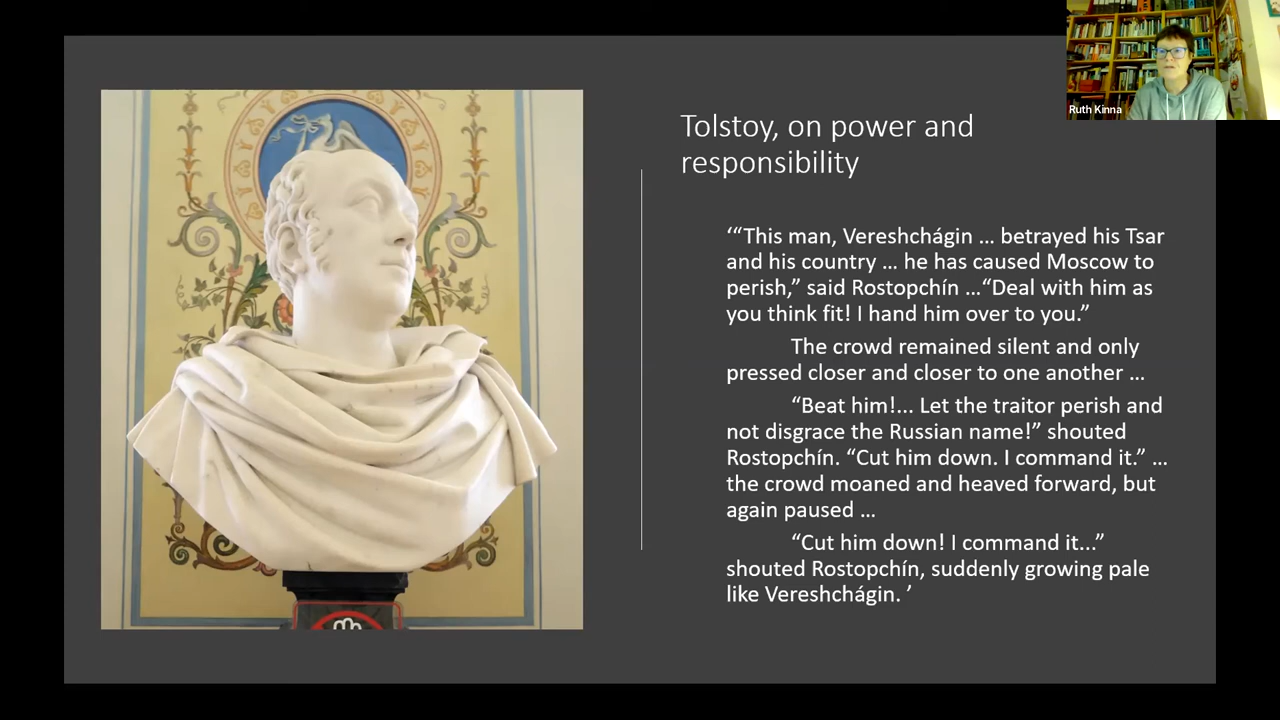 Ruth Kinna
Tolstoy, on power and
responsibility
‘“This man, Vereshchágin … betrayed his Tsar
and his country … he has caused Moscow to
perish,” said Rostopchín …“Deal with him as
you think fit! I hand him over to you.”
The crowd remained silent and only
pressed closer and closer to one another …
“Beat him!... Let the traitor perish and
not disgrace the Russian name!” shouted
Rostopchín. “Cut him down. I command it.” …
the crowd moaned and heaved forward, but
again paused …
“Cut him down! I command it...”
shouted Rostopchín, suddenly growing pale
like Vereshchágin. ’